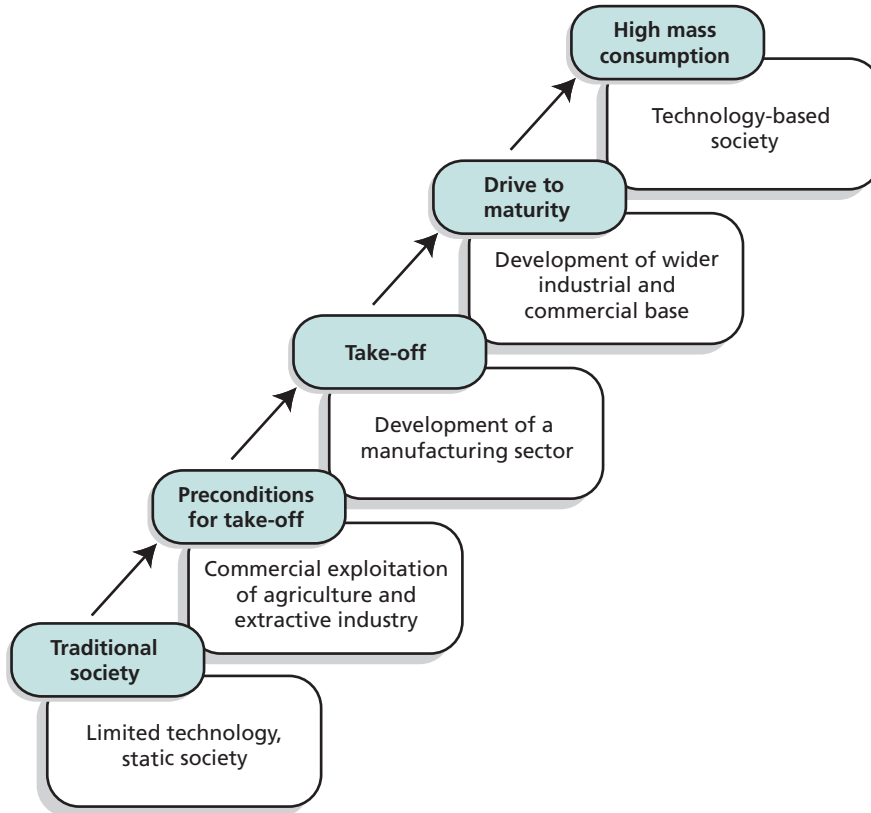 High mass
consumption
Technology-based
society
Drive to
maturity
Development of wider
industrial and
commercial base
Take-off
Development of a
manufacturing sector
Preconditions
for take-off
Commercial exploitation
of agriculture and
extractive industry
Traditional
society
Limited technology,
static society